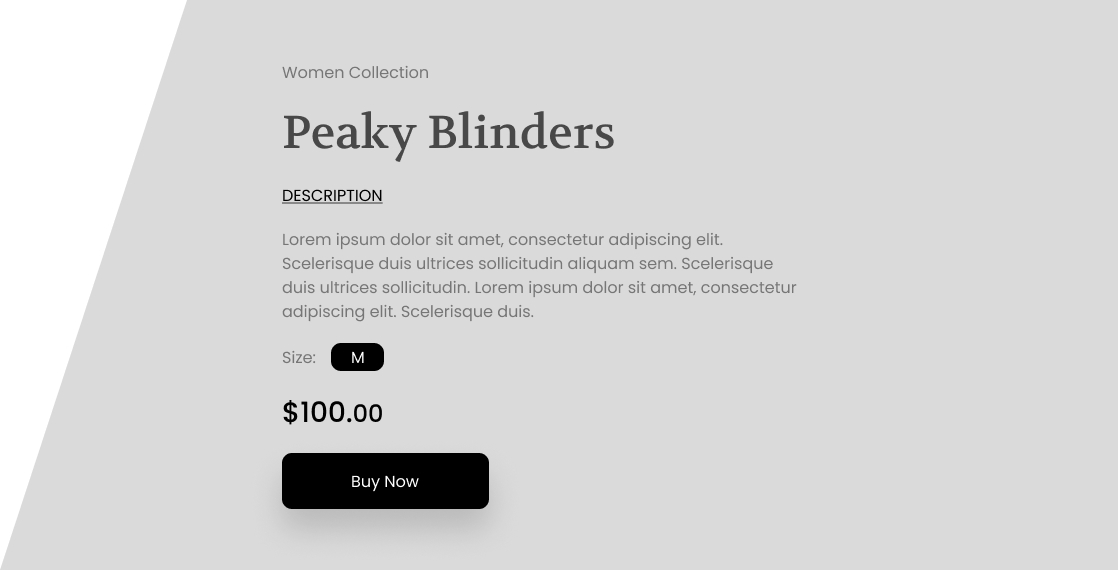 Women Collection
Peaky Blinders
DESCRIPTION
Lorem ipsum dolor sit amet, consectetur adipiscing elit.
Scelerisque duis ultrices sollicitudin aliquam sem. Scelerisque
duis ultrices sollicitudin. Lorem ipsum dolor sit amet, consectetur
adipiscing elit. Scelerisque duis.
Size: M
$100.00
Buy Now